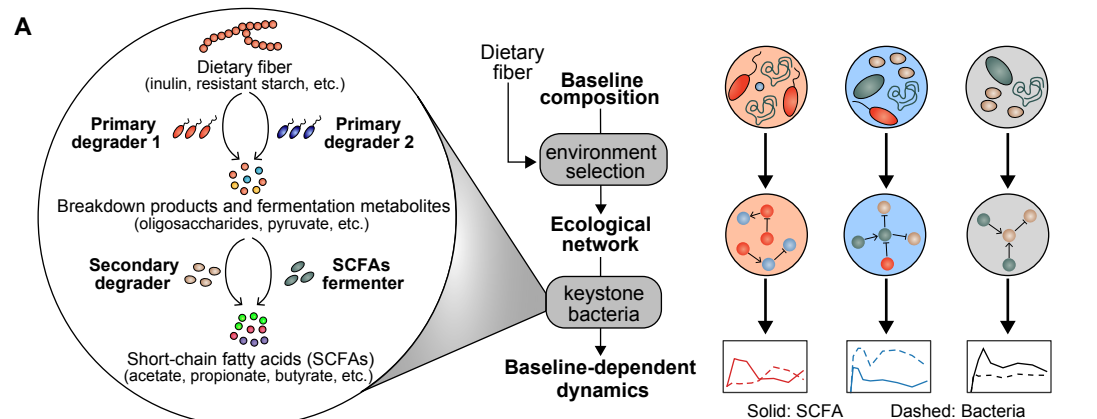 A
Dietary fiber
(inulin, resistant starch, etc.)
Primary
degrader 1
Primary
degrader 2
Breakdown products and fermentation metabolites
(oligosaccharides, pyruvate, etc.)
Secondary
degrader
SCFAs
fermenter
Short-chain fatty acids (SCFAs)
(acetate, propionate, butyrate, etc.)
Dietary
fiber
Baseline
composition
environment
selection
Ecological
network
keystone
bacteria
Baseline-dependent
dynamics
Solid: SCFA
Dashed: Bacteria